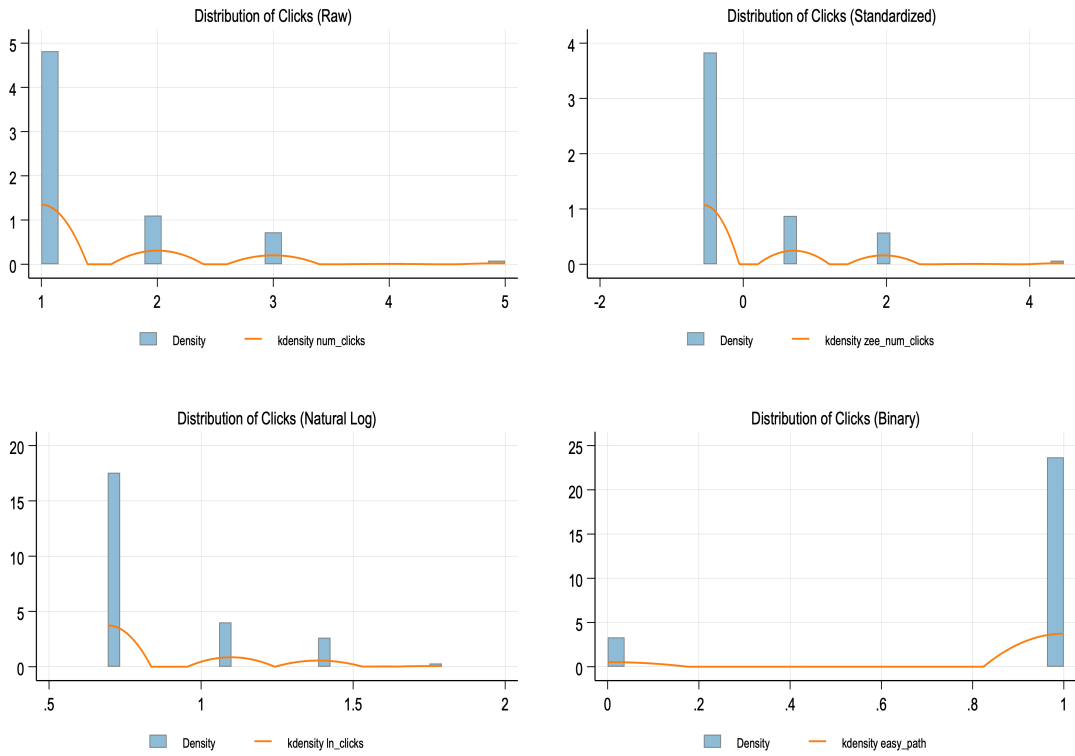 Distribution of Clicks (Raw)
5
4
3
2
1
0
1 2 3 4 5
Density kdensity num_clicks
Distribution of Clicks (Standardized)
4
3
2
1
0
-2 0 2 4
Density kdensity zee_num_clicks
Distribution of Clicks (Natural Log)
20
15
10
5
0
.5 1 1.5 2
Density kdensity ln_clicks
Distribution of Clicks (Binary)
25
20
15
10
5
0
0 .2 .4 .6 .8 1
Density kdensity easy_path